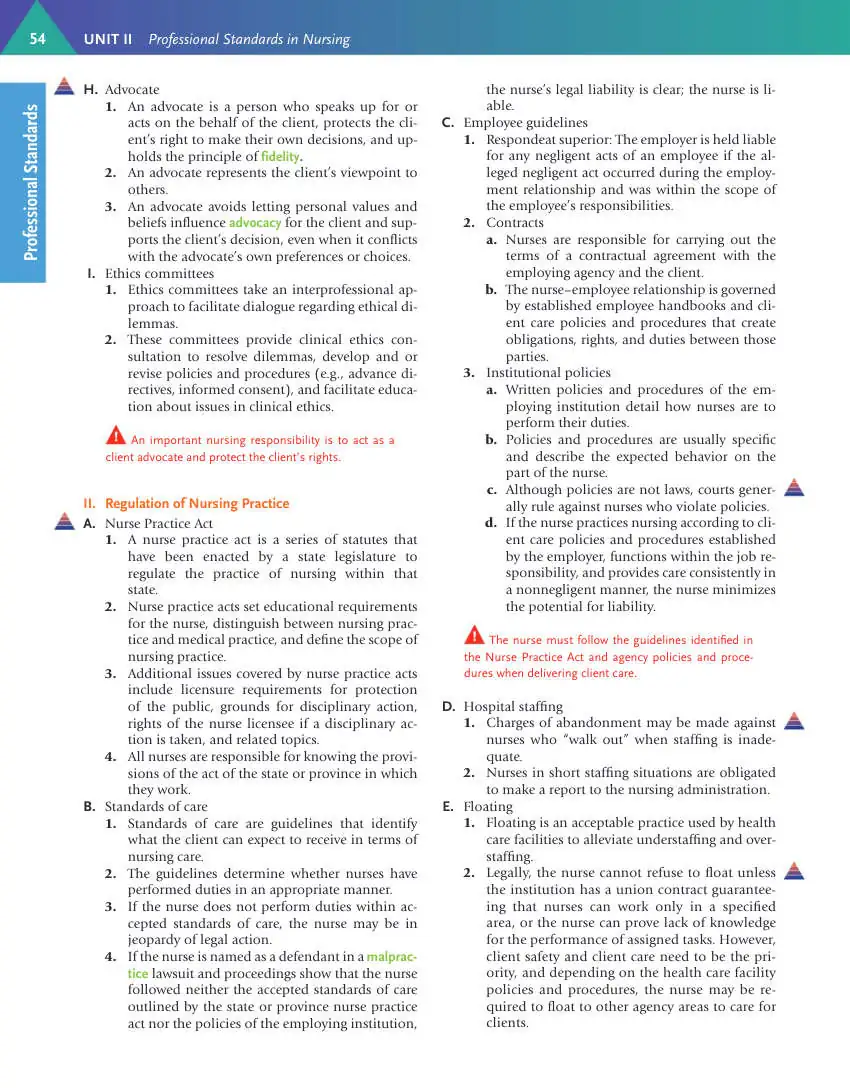 54
UNIT II Professional Standards in Nursing
Professional Standards
H. Advocate
1. An advocate is a person who speaks up for or
acts on the behalf of the client, protects the cli-
ent’s right to make their own decisions, and up-
holds the principle of fidelity.
2. An advocate represents the client’s viewpoint to
others.
3. An advocate avoids letting personal values and
beliefs influence advocacy for the client and sup-
ports the client’s decision, even when it conflicts
with the advocate’s own preferences or choices.
I. Ethics committees
1. Ethics committees take an interprofessional ap-
proach to facilitate dialogue regarding ethical di-
lemmas.
2. These committees provide clinical ethics con-
sultation to resolve dilemmas, develop and or
revise policies and procedures (e.g., advance di-
rectives, informed consent), and facilitate educa-
tion about issues in clinical ethics.
An important nursing responsibility is to act as a
client advocate and protect the client’s rights.
II. Regulation of Nursing Practice
A. Nurse Practice Act
1. A nurse practice act is a series of statutes that
have been enacted by a state legislature to
regulate the practice of nursing within that
state.
2. Nurse practice acts set educational requirements
for the nurse, distinguish between nursing prac-
tice and medical practice, and define the scope of
nursing practice.
3. Additional issues covered by nurse practice acts
include licensure requirements for protection
of the public, grounds for disciplinary action,
rights of the nurse licensee if a disciplinary ac-
tion is taken, and related topics.
4. All nurses are responsible for knowing the provi-
sions of the act of the state or province in which
they work.
B. Standards of care
1. Standards of care are guidelines that identify
what the client can expect to receive in terms of
nursing care.
2. The guidelines determine whether nurses have
performed duties in an appropriate manner.
3. If the nurse does not perform duties within ac-
cepted standards of care, the nurse may be in
jeopardy of legal action.
4. If the nurse is named as a defendant in a malprac-
tice lawsuit and proceedings show that the nurse
followed neither the accepted standards of care
outlined by the state or province nurse practice
act nor the policies of the employing institution,
the nurse’s legal liability is clear; the nurse is li-
able.
C. Employee guidelines
1. Respondeat superior: The employer is held liable
for any negligent acts of an employee if the al-
leged negligent act occurred during the employ-
ment relationship and was within the scope of
the employee’s responsibilities.
2. Contracts
a. Nurses are responsible for carrying out the
terms of a contractual agreement with the
employing agency and the client.
b. The nurse–employee relationship is governed
by established employee handbooks and cli-
ent care policies and procedures that create
obligations, rights, and duties between those
parties.
3. Institutional policies
a. Written policies and procedures of the em-
ploying institution detail how nurses are to
perform their duties.
b. Policies and procedures are usually specific
and describe the expected behavior on the
part of the nurse.
c. Although policies are not laws, courts gener-
ally rule against nurses who violate policies.
d. If the nurse practices nursing according to cli-
ent care policies and procedures established
by the employer, functions within the job re-
sponsibility, and provides care consistently in
a nonnegligent manner, the nurse minimizes
the potential for liability.
The nurse must follow the guidelines identified in
the Nurse Practice Act and agency policies and proce-
dures when delivering client care.
D. Hospital staffing
1. Charges of abandonment may be made against
nurses who “walk out” when staffing is inade-
quate.
2. Nurses in short staffing situations are obligated
to make a report to the nursing administration.
E. Floating
1. Floating is an acceptable practice used by health
care facilities to alleviate understaffing and over-
staffing.
2. Legally, the nurse cannot refuse to float unless
the institution has a union contract guarantee-
ing that nurses can work only in a specified
area, or the nurse can prove lack of knowledge
for the performance of assigned tasks. However,
client safety and client care need to be the pri-
ority, and depending on the health care facility
policies and procedures, the nurse may be re-
quired to float to other agency areas to care for
clients.